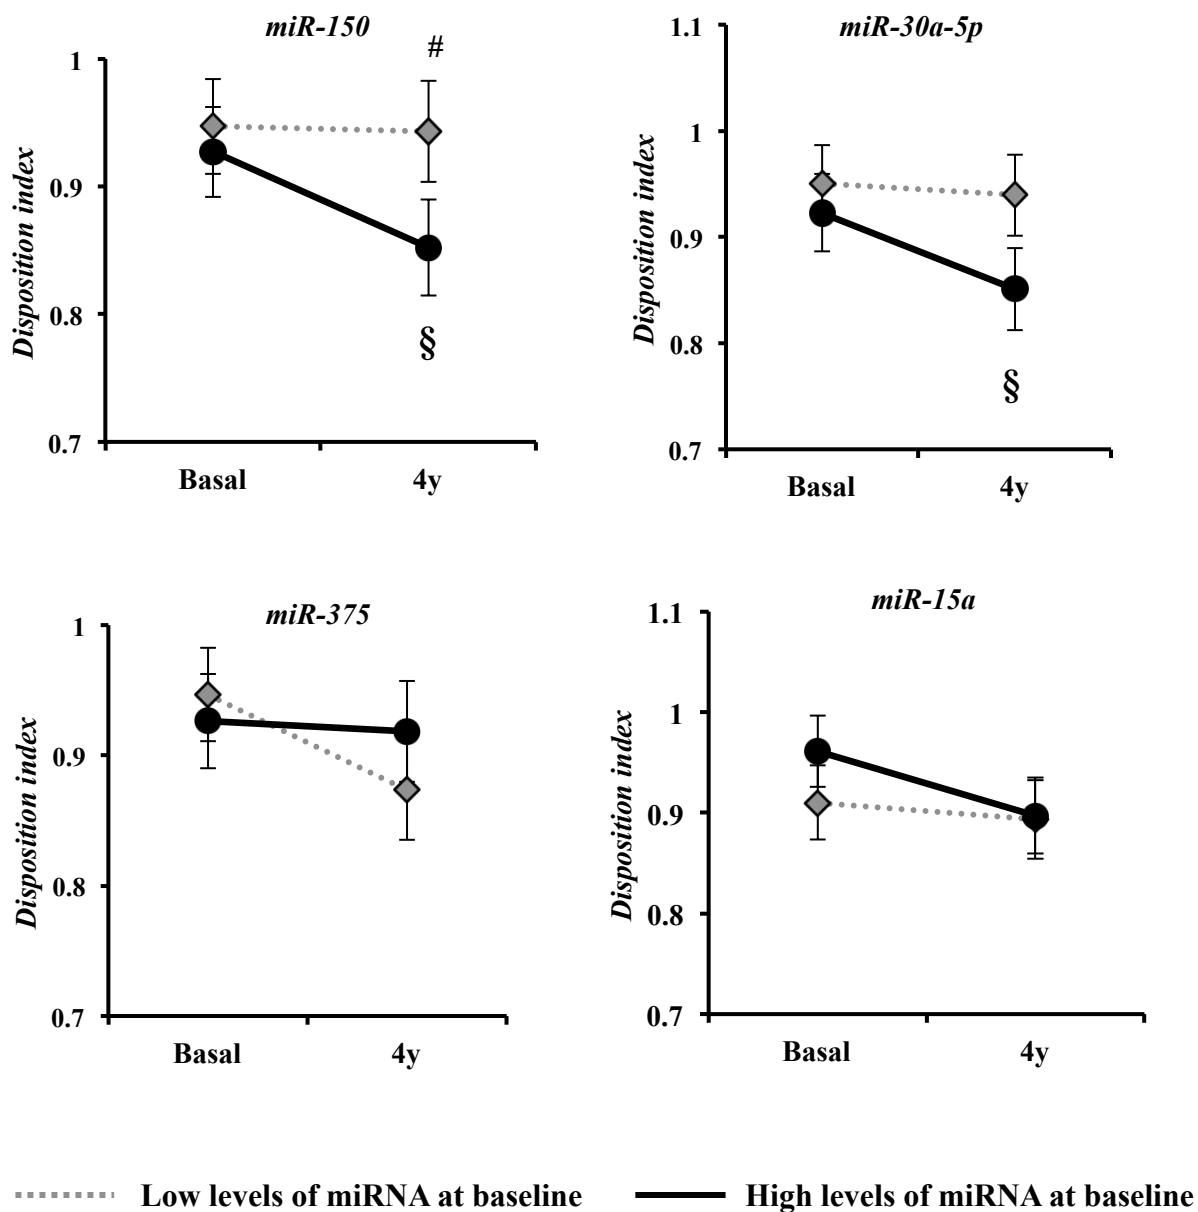 miR-150
#
1
0.9
0.8
0.7
Disposition index
§
Basal 4y
miR-30a-5p
1.1
1
0.9
0.8
0.7
Disposition index
§
Basal 4y
miR-375
1
0.9
0.8
0.7
Disposition index
Basal 4y
miR-15a
1.1
1
0.9
0.8
0.7
Disposition index
Basal 4y
Low levels of miRNA at baseline
High levels of miRNA at baseline